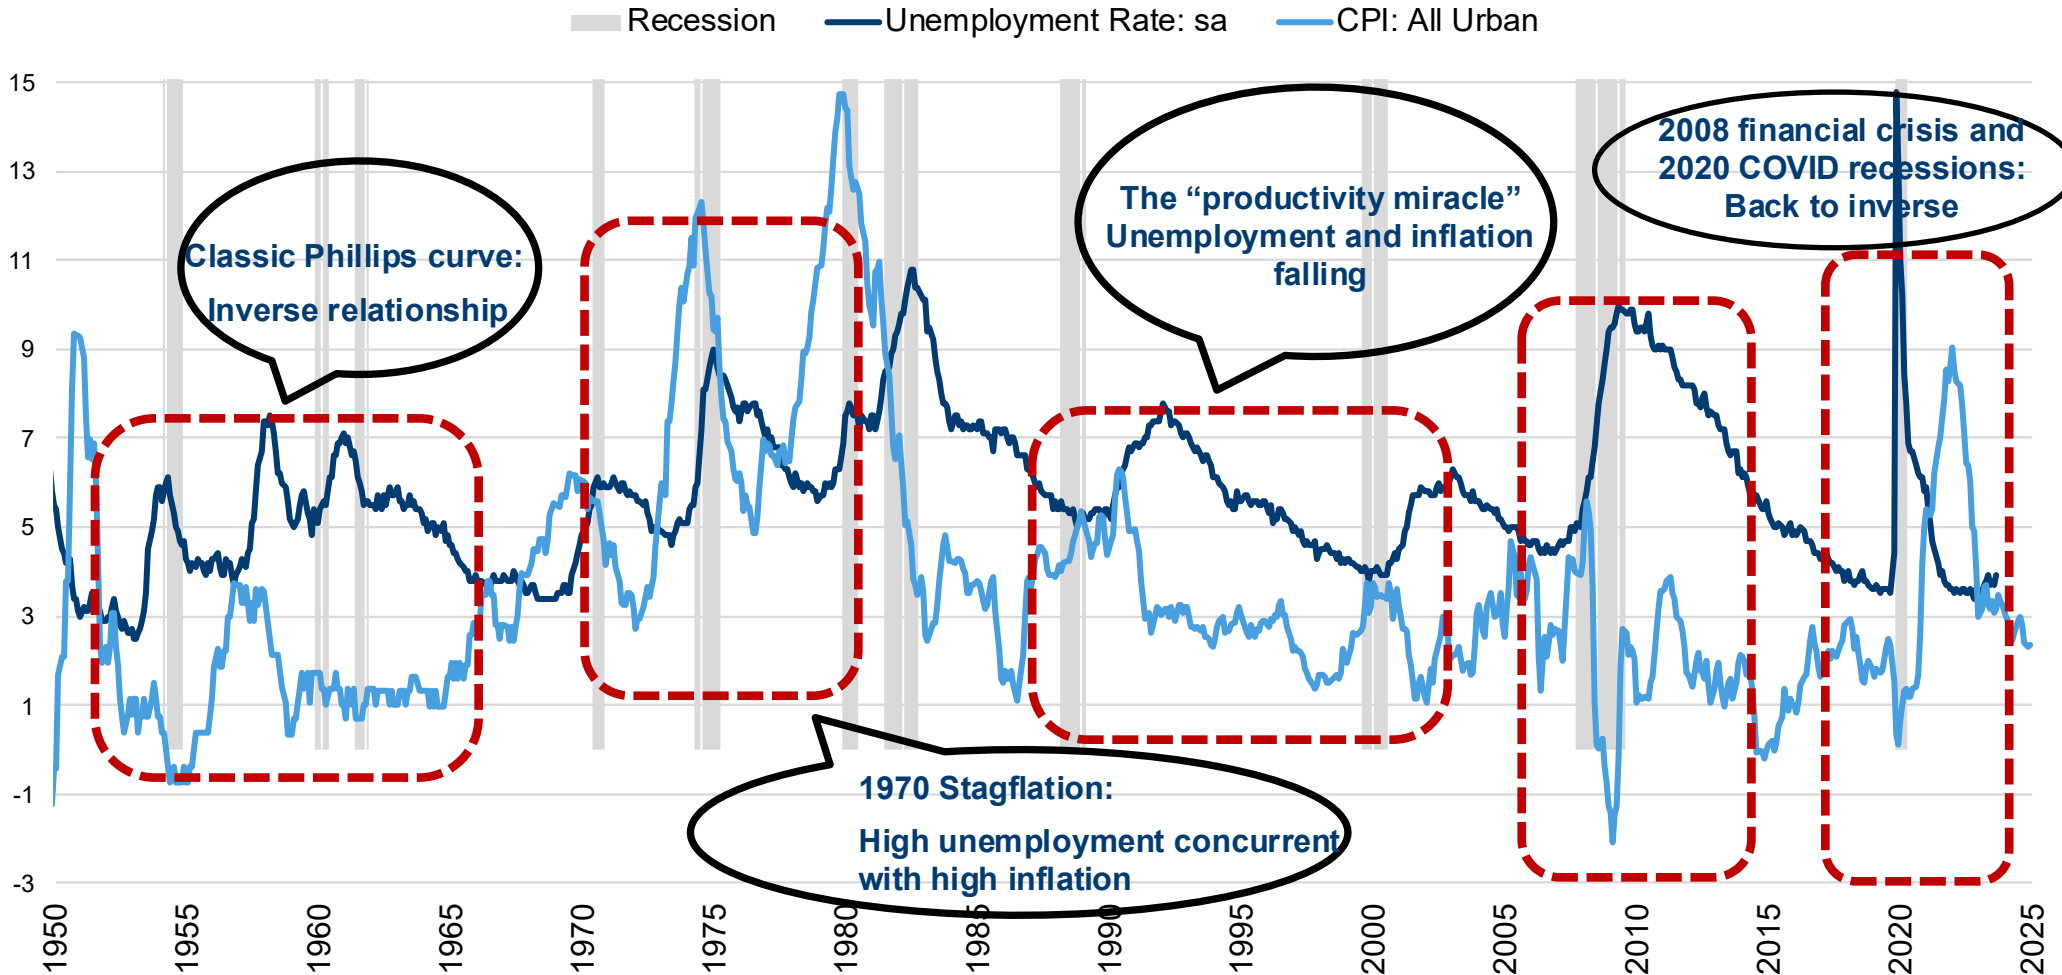 Recession Unemployment Rate: sa CPI: All Urban
15
13
11
9
7
5
3
1
-1
-3
Classic Phillips curve:
Inverse relationship
The “productivity miracle”
Unemployment and inflation
falling
2008 financial crisis and
2020 COVID recessions:
Back to inverse
1970 Stagflation:
High unemployment concurrent
with high inflation
1950
1955
1960
1965
1970
1975
1980
1985
1990
1995
2000
2005
2010
2015
2020
2025